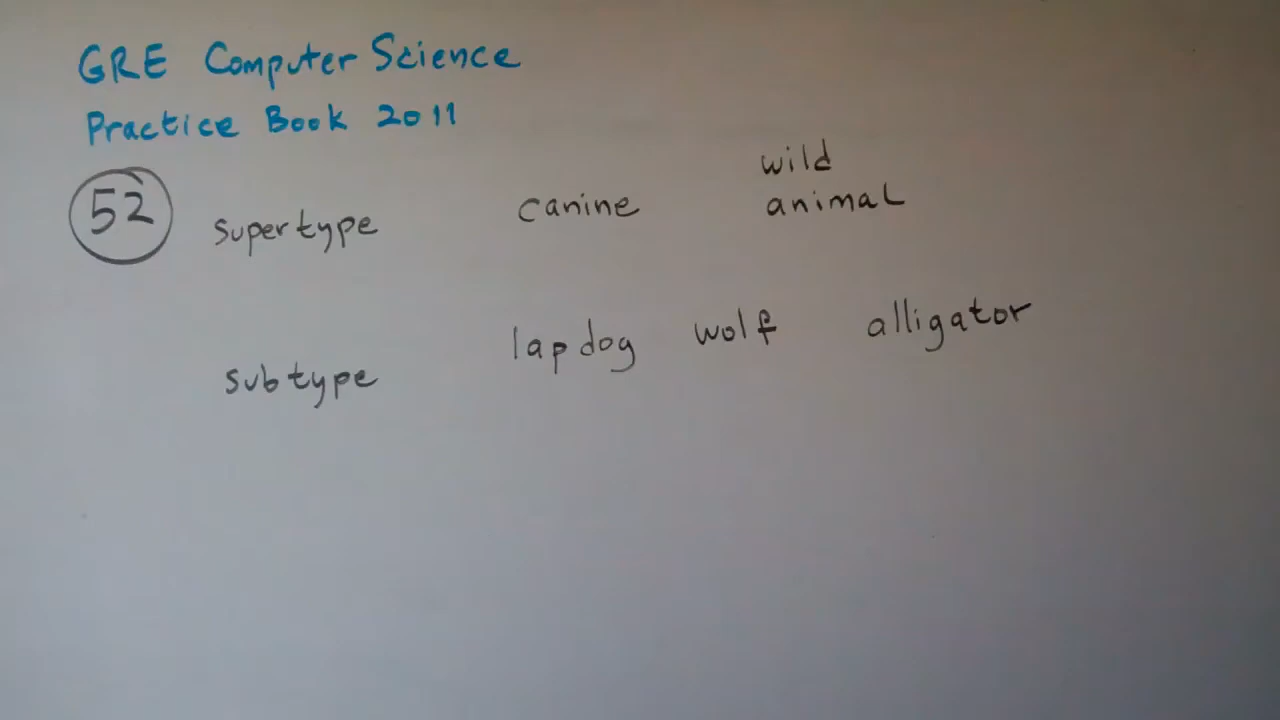 GRE Computer Science
Practice Book 2011
52
supertype
canine
wild
animal
subtype
lapdog
wolf
alligator